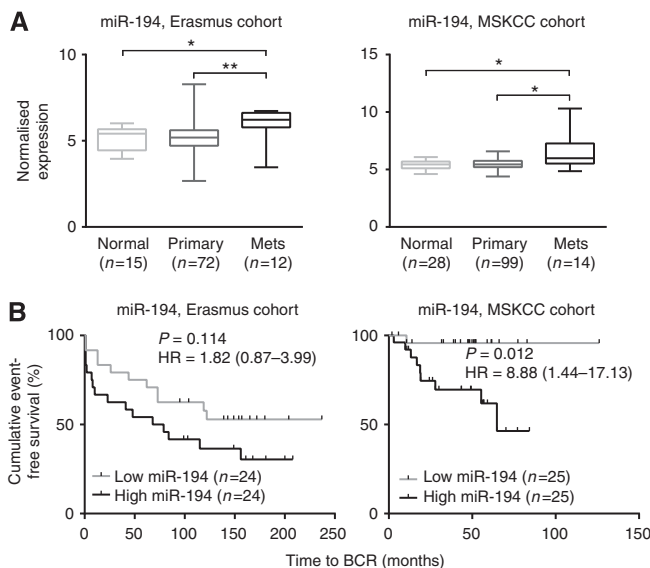 A
miR-194, Erasmus cohort
miR-194, MSKCC cohort
Normalised
expression
10
5
0
*
**
Normal
(n=15)
Primary
(n=72)
Mets
(n=12)
15
10
5
0
*
*
Normal
(n=28)
Primary
(n=99)
Mets
(n=14)
B
miR-194, Erasmus cohort
miR-194, MSKCC cohort
Cumulative event-
free survival (%)
100
50
0
P = 0.114
HR = 1.82 (0.87–3.99)
Low miR-194 (n=24)
High miR-194 (n=24)
0 50 100 150 200 250
100
50
0
P = 0.012
HR = 8.88 (1.44–17.13)
Low miR-194 (n=25)
High miR-194 (n=25)
0 50 100 150
Time to BCR (months)